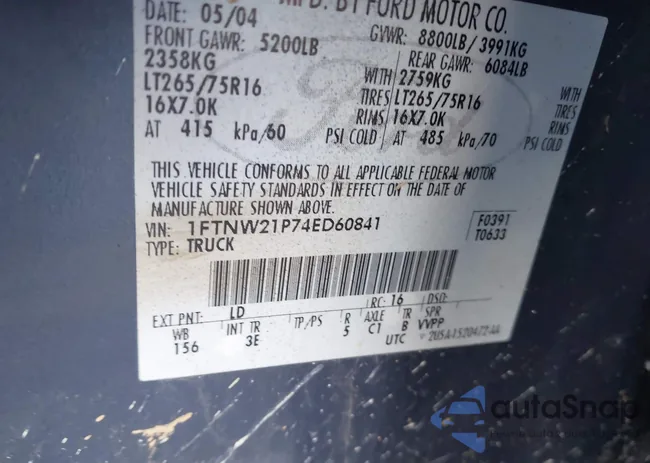 MFD. BY FORD MOTOR CO.
DATE: 05/04 GVWR: 8800LB/3991KG
FRONT GAWR: 5200LB REAR GAWR: 6084LB
2358KG WITH 2759KG WITH
LT265/75R16 TIRES LT265/75R16 TIRES
16X7.0K RIMS 16X7.0K RIMS
AT 415 kPa/60 PSI COLD AT 485 kPa/70 PSI COLD
THIS VEHICLE CONFORMS TO ALL APPLICABLE FEDERAL MOTOR
VEHICLE SAFETY STANDARDS IN EFFECT ON THE DATE OF
MANUFACTURE SHOWN ABOVE.
VIN: 1FTNW21P74ED60841 F0391
TYPE: TRUCK T0633
EXT PNT: LD RC: 16 DSO:
WB INT TR TP/PS R AXLE TR SPR
156 3E 5 C1 B VVPP
UTC
Ford
autoSnap